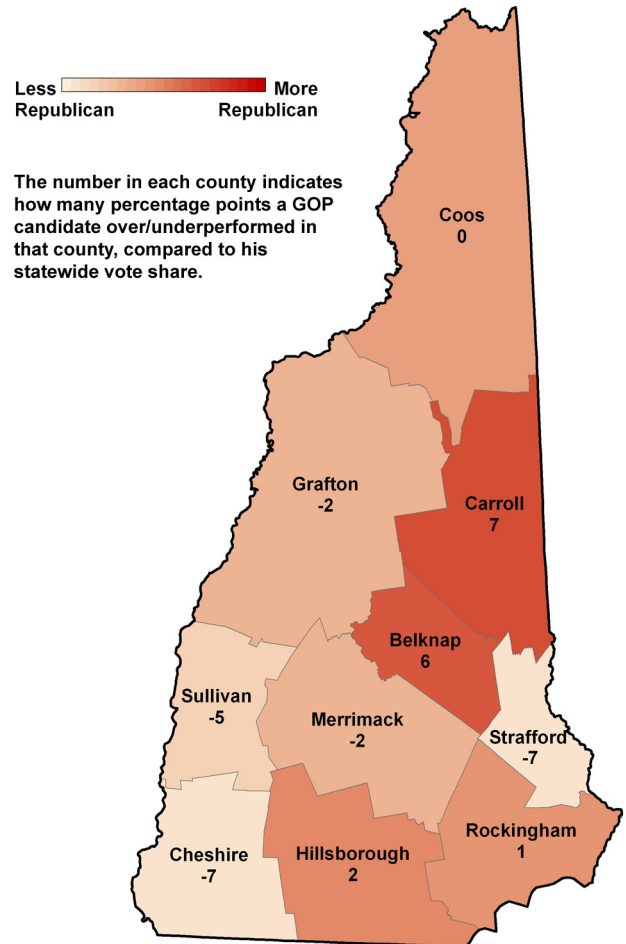 Less More
Republican Republican
The number in each county indicates
how many percentage points a GOP
candidate over/underperformed in
that county, compared to his
statewide vote share.
Coos
0
Grafton
-2
Carroll
7
Belknap
6
Sullivan
-5
Merrimack
-2
Strafford
-7
Rockingham
1
Cheshire
-7
Hillsborough
2